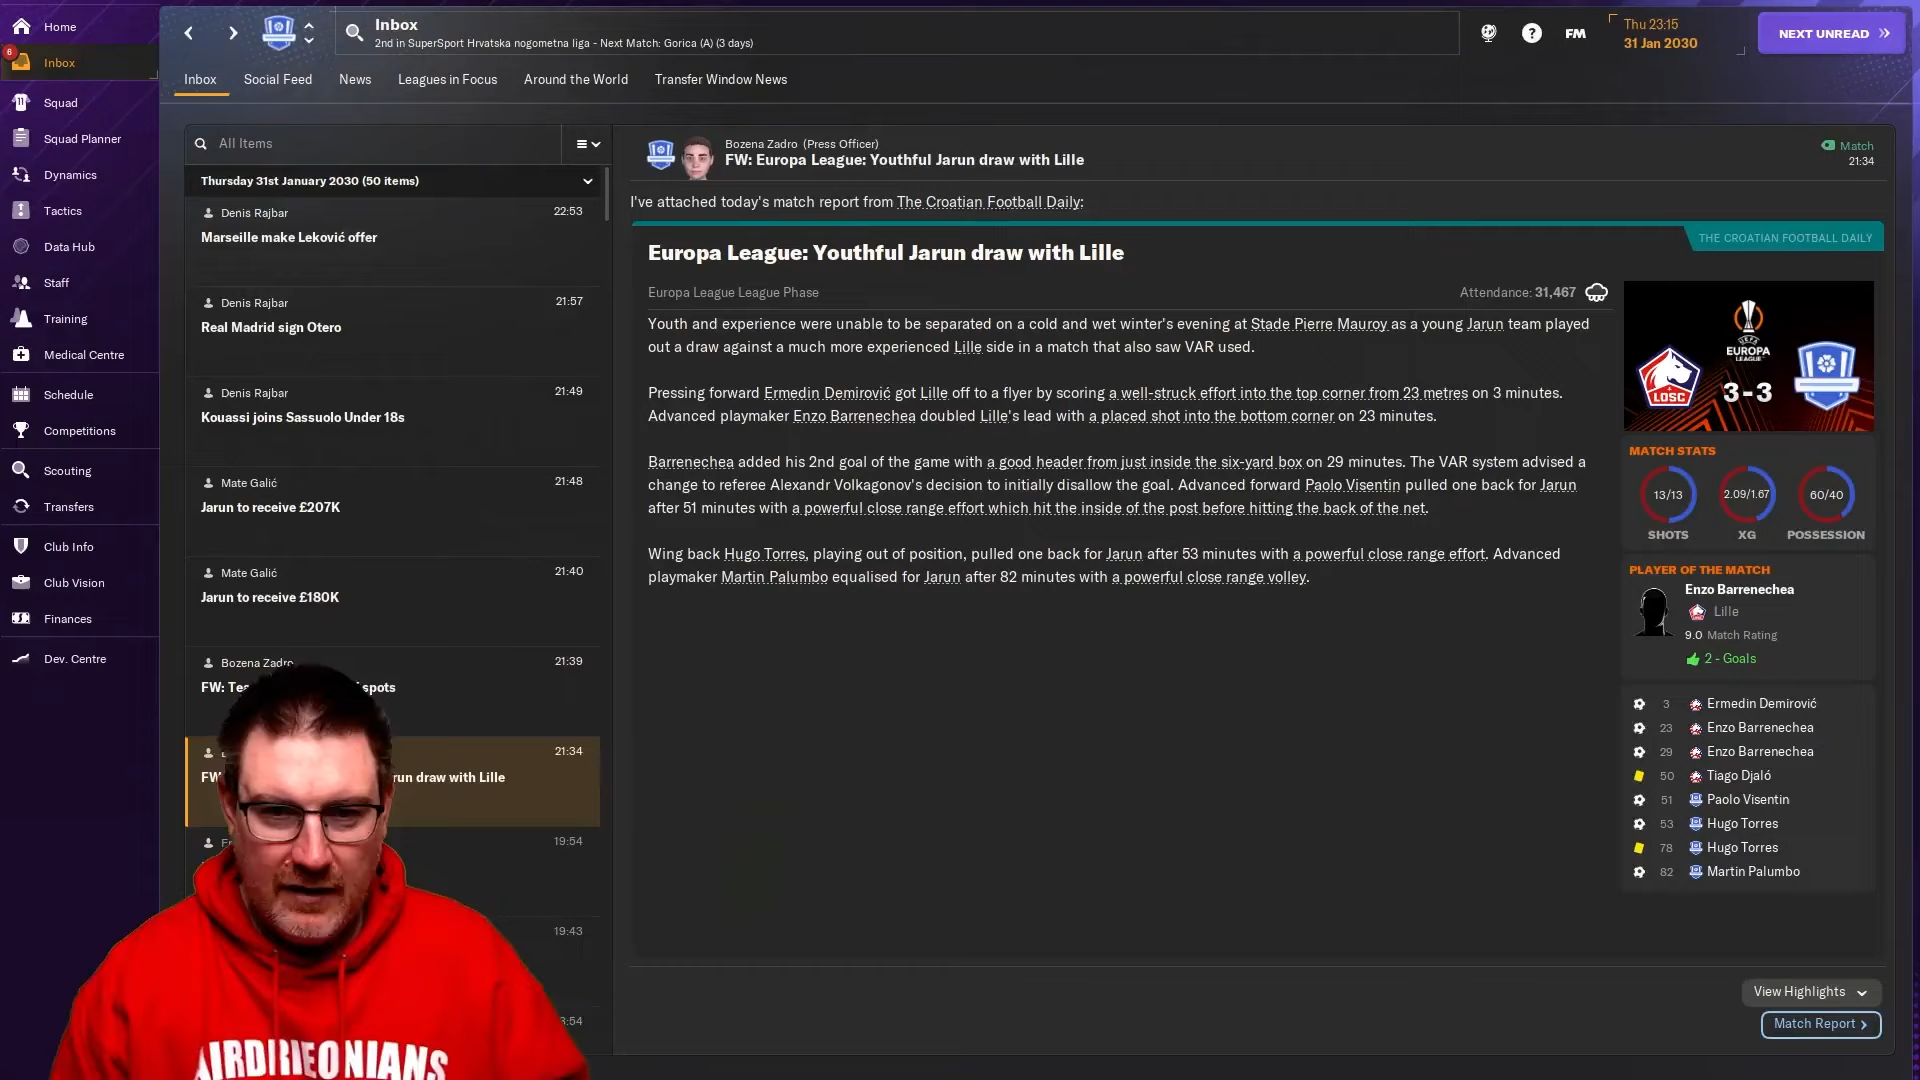 Home
6
Inbox
Squad
Squad Planner
Dynamics
Tactics
Data Hub
Staff
Training
Medical Centre
Schedule
Competitions
Scouting
Transfers
Club Info
Club Vision
Finances
Dev. Centre
Inbox
2nd in SuperSport Hrvatska nogometna liga - Next Match: Gorica (A) (3 days)
?
FM
Thu 23:15
31 Jan 2030
NEXT UNREAD
Inbox
Social Feed
News
Leagues in Focus
Around the World
Transfer Window News
All Items
Thursday 31st January 2030 (50 items)
Denis Rajbar 22:53
Marseille make Leković offer
Denis Rajbar 21:57
Real Madrid sign Otero
Denis Rajbar 21:49
Kouassi joins Sassuolo Under 18s
Mate Galić 21:48
Jarun to receive £207K
Mate Galić 21:40
Jarun to receive £180K
Bozena Zadro 21:39
FW: Tea spots
21:34
FW run draw with Lille
19:54
19:43
3:54
AIRDRIEONIANS
Bozena Zadro (Press Officer)
FW: Europa League: Youthful Jarun draw with Lille
Match
21:34
I've attached today's match report from The Croatian Football Daily:
THE CROATIAN FOOTBALL DAILY
Europa League: Youthful Jarun draw with Lille
Europa League League Phase
Attendance: 31,467
Youth and experience were unable to be separated on a cold and wet winter's evening at Stade Pierre Mauroy as a young Jarun team played
out a draw against a much more experienced Lille side in a match that also saw VAR used.
Pressing forward Ermedin Demirović got Lille off to a flyer by scoring a well-struck effort into the top corner from 23 metres on 3 minutes.
Advanced playmaker Enzo Barrenechea doubled Lille's lead with a placed shot into the bottom corner on 23 minutes.
Barrenechea added his 2nd goal of the game with a good header from just inside the six-yard box on 29 minutes. The VAR system advised a
change to referee Alexandr Volkagonov's decision to initially disallow the goal. Advanced forward Paolo Visentin pulled one back for Jarun
after 51 minutes with a powerful close range effort which hit the inside of the post before hitting the back of the net.
Wing back Hugo Torres, playing out of position, pulled one back for Jarun after 53 minutes with a powerful close range effort. Advanced
playmaker Martin Palumbo equalised for Jarun after 82 minutes with a powerful close range volley.
UEFA
EUROPA
LEAGUE
LOSC
3-3
MATCH STATS
13/13
2.09/1.67
60/40
SHOTS
XG
POSSESSION
PLAYER OF THE MATCH
Enzo Barrenechea
Lille
9.0 Match Rating
2 - Goals
3 Ermedin Demirović
23 Enzo Barrenechea
29 Enzo Barrenechea
50 Tiago Djaló
51 Paolo Visentin
53 Hugo Torres
78 Hugo Torres
82 Martin Palumbo
View Highlights
Match Report